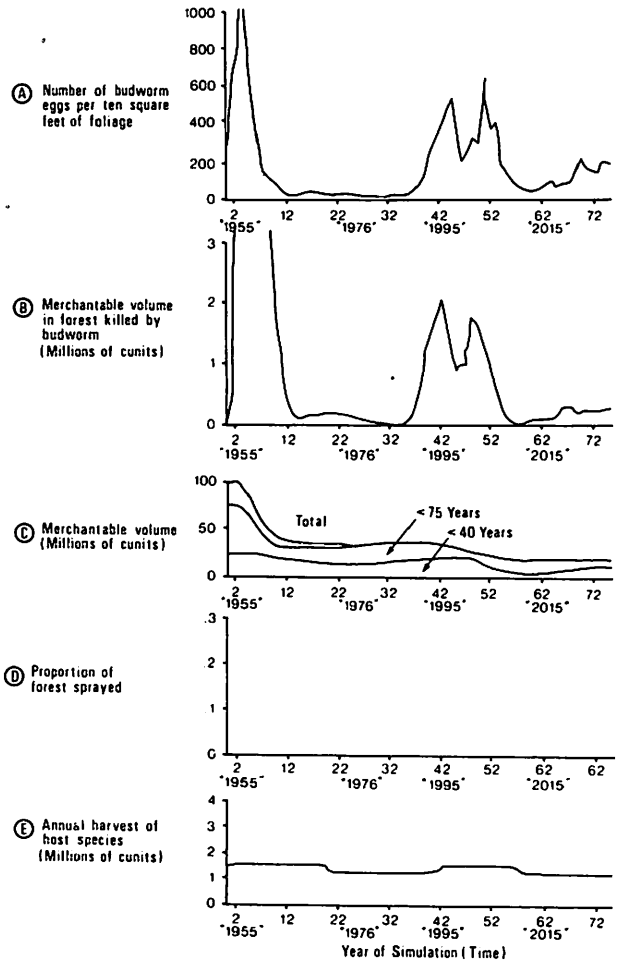 1000
800
600
400
200
0
Ⓐ Number of budworm
eggs per ten square
feet of foliage
2 12 22 32 42 52 62 72
"1955" "1976" "1995" "2015"
3
2
1
0
Ⓑ Merchantable volume
in forest killed by
budworm
(Millions of cunits)
2 12 22 32 42 52 62 72
"1955" "1976" "1995" "2015"
100
50
0
Ⓒ Merchantable volume
(Millions of cunits)
Total
< 75 Years
< 40 Years
2 12 22 32 42 52 62 72
"1955" "1976" "1995" "2015"
.3
.2
.1
0
Ⓓ Proportion of
forest sprayed
2 12 22 32 42 52 62 62
"1955" "1976" "1995" "2015"
4
3
2
1
0
Ⓔ Annual harvest of
host species
(Millions of cunits)
2 12 22 32 42 52 62 72
"1955" "1976" "1995" "2015"
Year of Simulation (Time)